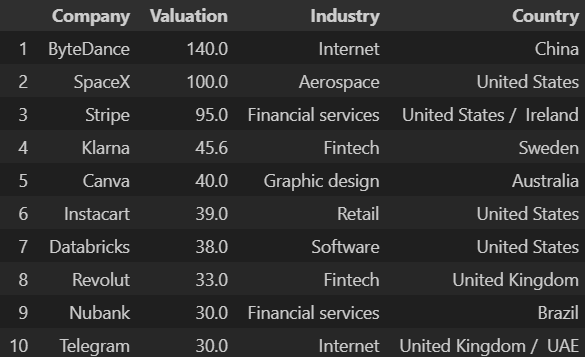 Company Valuation Industry Country
1 ByteDance 140.0 Internet China
2 SpaceX 100.0 Aerospace United States
3 Stripe 95.0 Financial services United States / Ireland
4 Klarna 45.6 Fintech Sweden
5 Canva 40.0 Graphic design Australia
6 Instacart 39.0 Retail United States
7 Databricks 38.0 Software United States
8 Revolut 33.0 Fintech United Kingdom
9 Nubank 30.0 Financial services Brazil
10 Telegram 30.0 Internet United Kingdom / UAE